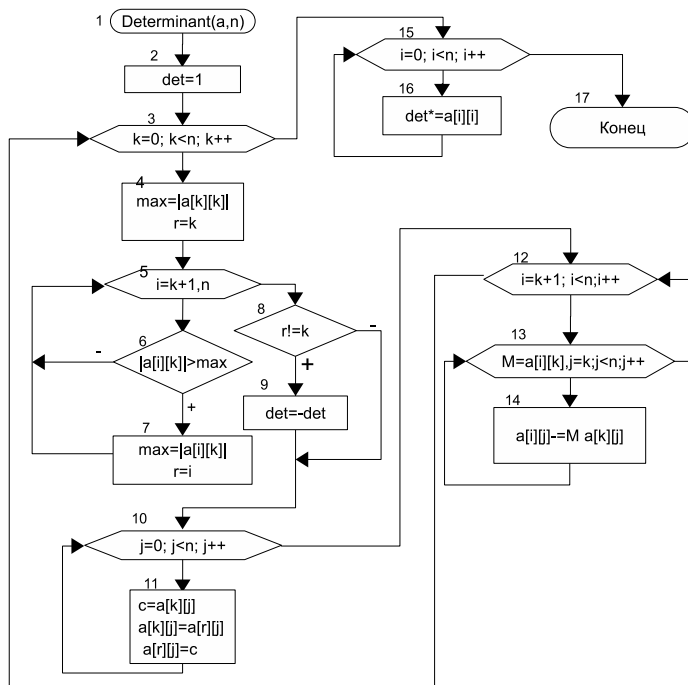 1 Determinant(a,n)
2
det=1
3
k=0; k<n; k++
4
max=|a[k][k]|
r=k
5
i=k+1,n
6
|a[i][k]|>max
-
+
7
max=|a[i][k]|
r=i
8
r!=k
-
+
9
det=-det
10
j=0; j<n; j++
11
c=a[k][j]
a[k][j]=a[r][j]
a[r][j]=c
12
i=k+1; i<n;i++
13
M=a[i][k],j=k;j<n;j++
14
a[i][j]-=M a[k][j]
15
i=0; i<n; i++
16
det*=a[i][i]
17
Конец